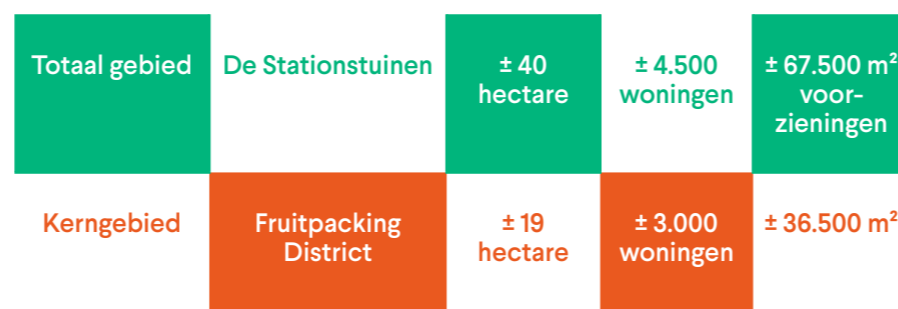 Totaal gebied
De Stationstuinen
± 40
hectare
± 4.500
woningen
± 67.500 m²
voor-
zieningen
Kerngebied
Fruitpacking
District
± 19
hectare
± 3.000
woningen
± 36.500 m²